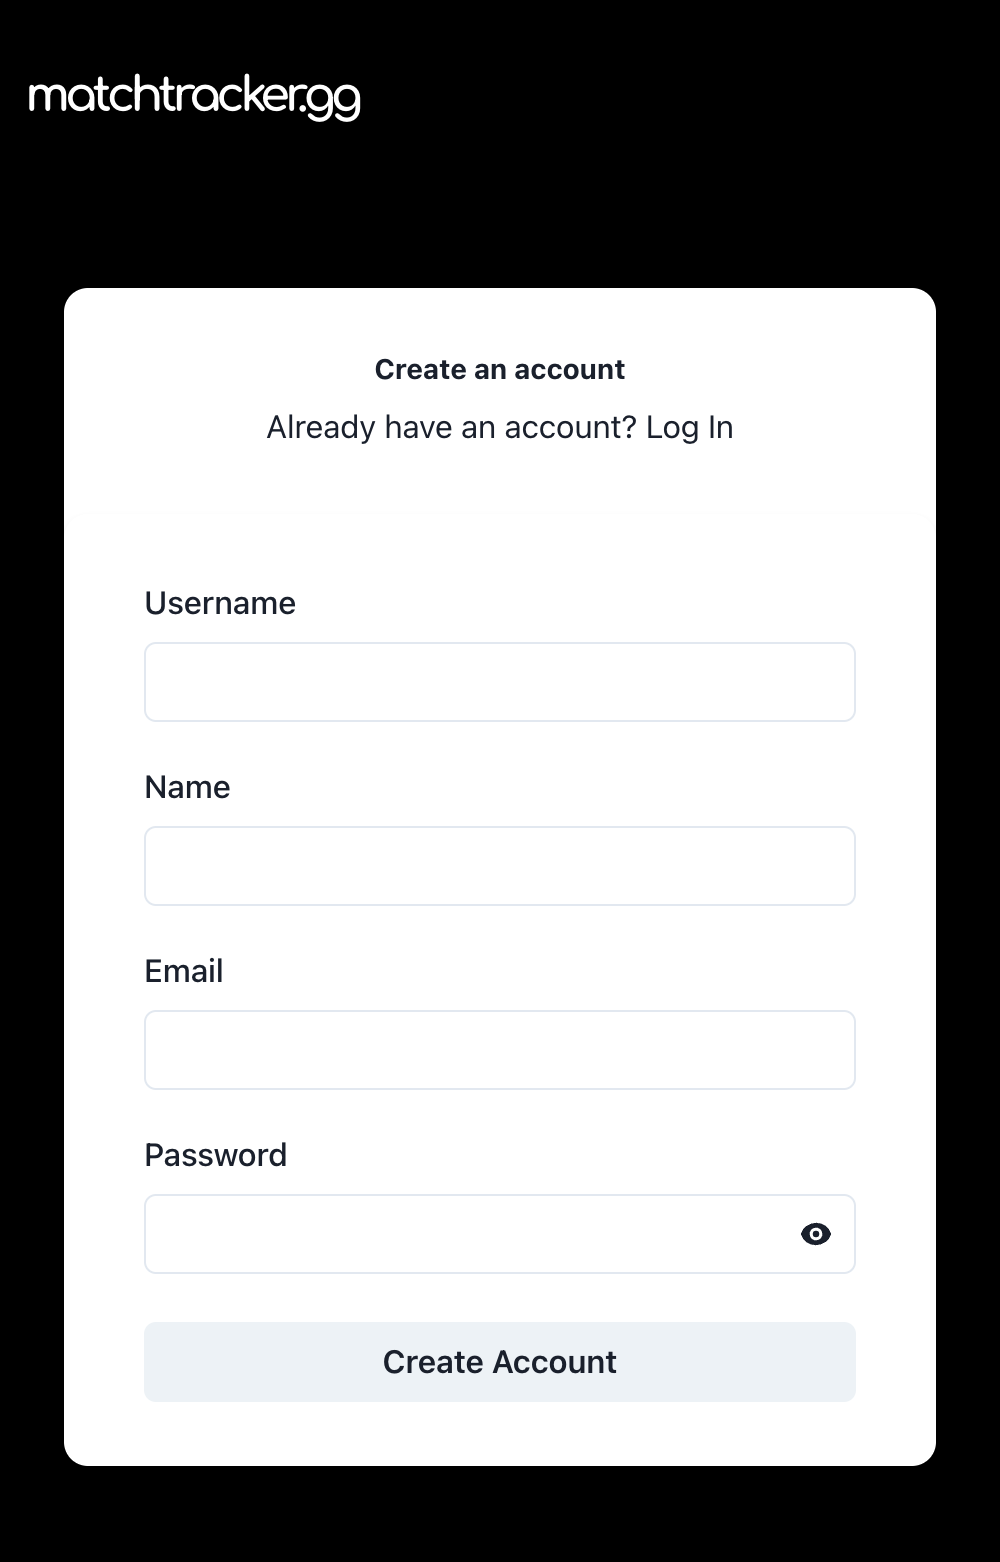 matchtracker.gg
Create an account
Already have an account? Log In
Username
Name
Email
Password
Create Account